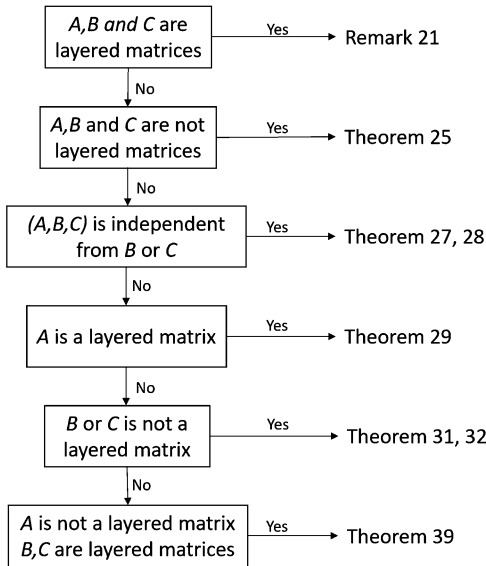 A,B and C are
layered matrices
Yes
Remark 21
No
A,B and C are not
layered matrices
Yes
Theorem 25
No
(A,B,C) is independent
from B or C
Yes
Theorem 27, 28
No
A is a layered matrix
Yes
Theorem 29
No
B or C is not a
layered matrix
Yes
Theorem 31, 32
No
A is not a layered matrix
B,C are layered matrices
Yes
Theorem 39